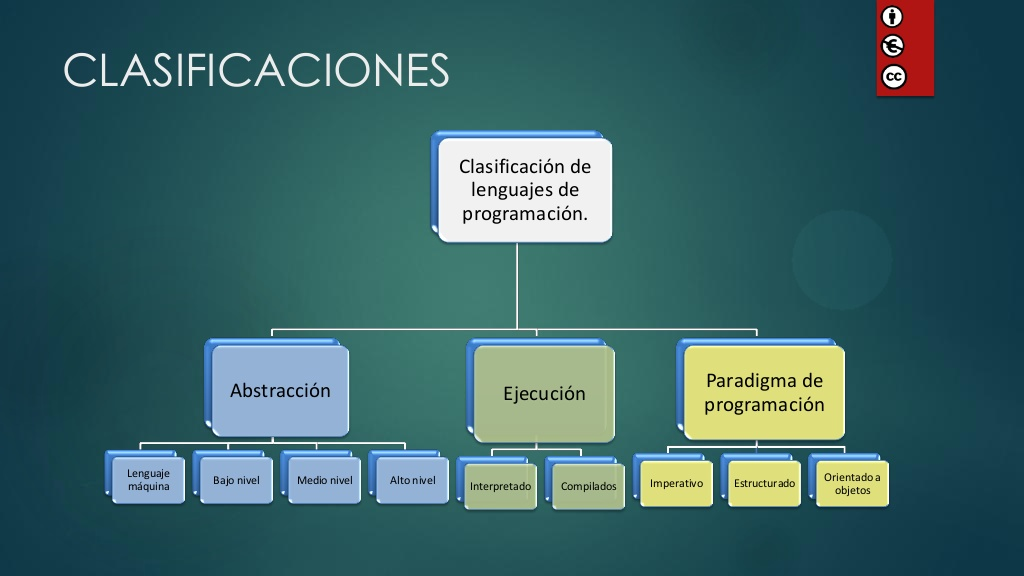 CLASIFICACIONES
cc
Clasificación de
lenguajes de
programación.
Abstracción
Ejecución
Paradigma de
programación
Lenguaje
máquina
Bajo nivel
Medio nivel
Alto nivel
Interpretado
Compilados
Imperativo
Estructurado
Orientado a
objetos